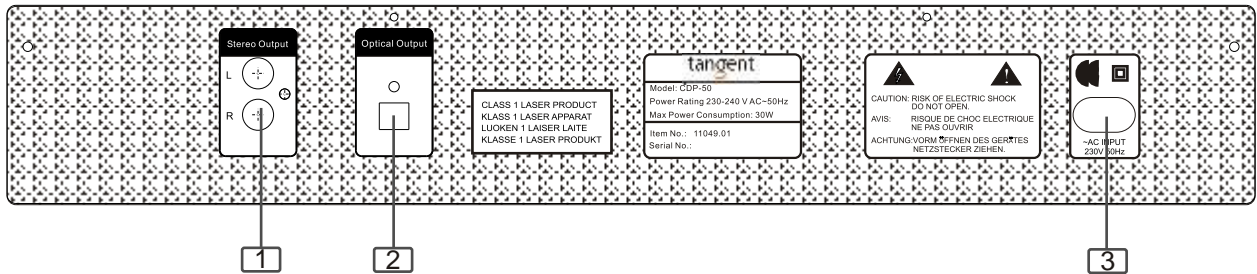 Stereo Output
L
R
Optical Output
CLASS 1 LASER PRODUCT
KLASS 1 LASER APPARAT
LUOKEN 1 LAISER LAITE
KLASSE 1 LASER PRODUKT
tangent
Model: CDP-50
Power Rating 230-240 V AC~50Hz
Max Power Consumption: 30W
Item No.: 11049.01
Serial No.:
CAUTION: RISK OF ELECTRIC SHOCK
DO NOT OPEN.
AVIS: RISQUE DE CHOC ELECTRIQUE
NE PAS OUVRIR
ACHTUNG: VORM ÖFFNEN DES GERÄTES
NETZSTECKER ZIEHEN.
~AC INPUT
230V 50Hz
1
2
3